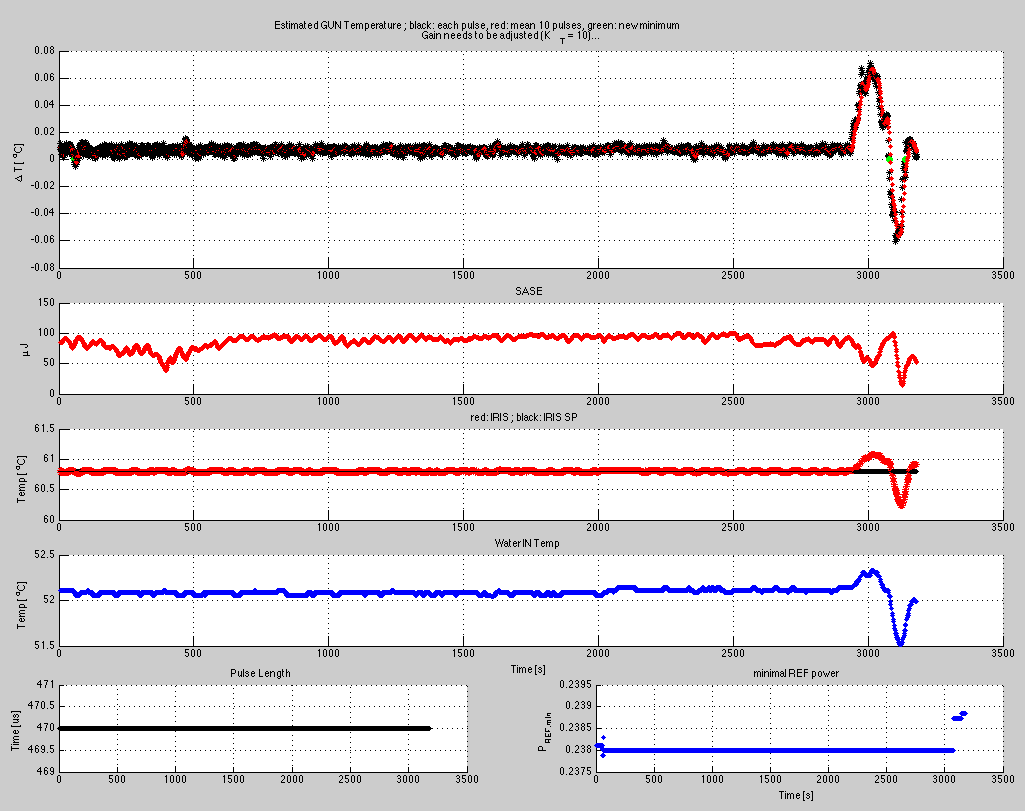 Estimated GUN Temperature ; black: each pulse, red: mean 10 pulses, green: new minimum
Gain needs to be adjusted (K T = 10)...
0.08
0.06
0.04
0.02
0
-0.02
-0.04
-0.06
-0.08
Δ T [ °C]
0 500 1000 1500 2000 2500 3000 3500
SASE
150
100
50
0
μJ
0 500 1000 1500 2000 2500 3000 3500
red: IRIS ; black: IRIS SP
61.5
61
60.5
60
Temp [ °C]
0 500 1000 1500 2000 2500 3000 3500
Water IN Temp
52.5
52
51.5
Temp [ °C]
0 500 1000 1500 2000 2500 3000 3500
Time [s]
Pulse Length
471
470.5
470
469.5
469
Time [us]
0 500 1000 1500 2000 2500 3000 3500
minimal REF power
0.2395
0.239
0.2385
0.238
0.2375
P REF,min
0 500 1000 1500 2000 2500 3000 3500
Time [s]